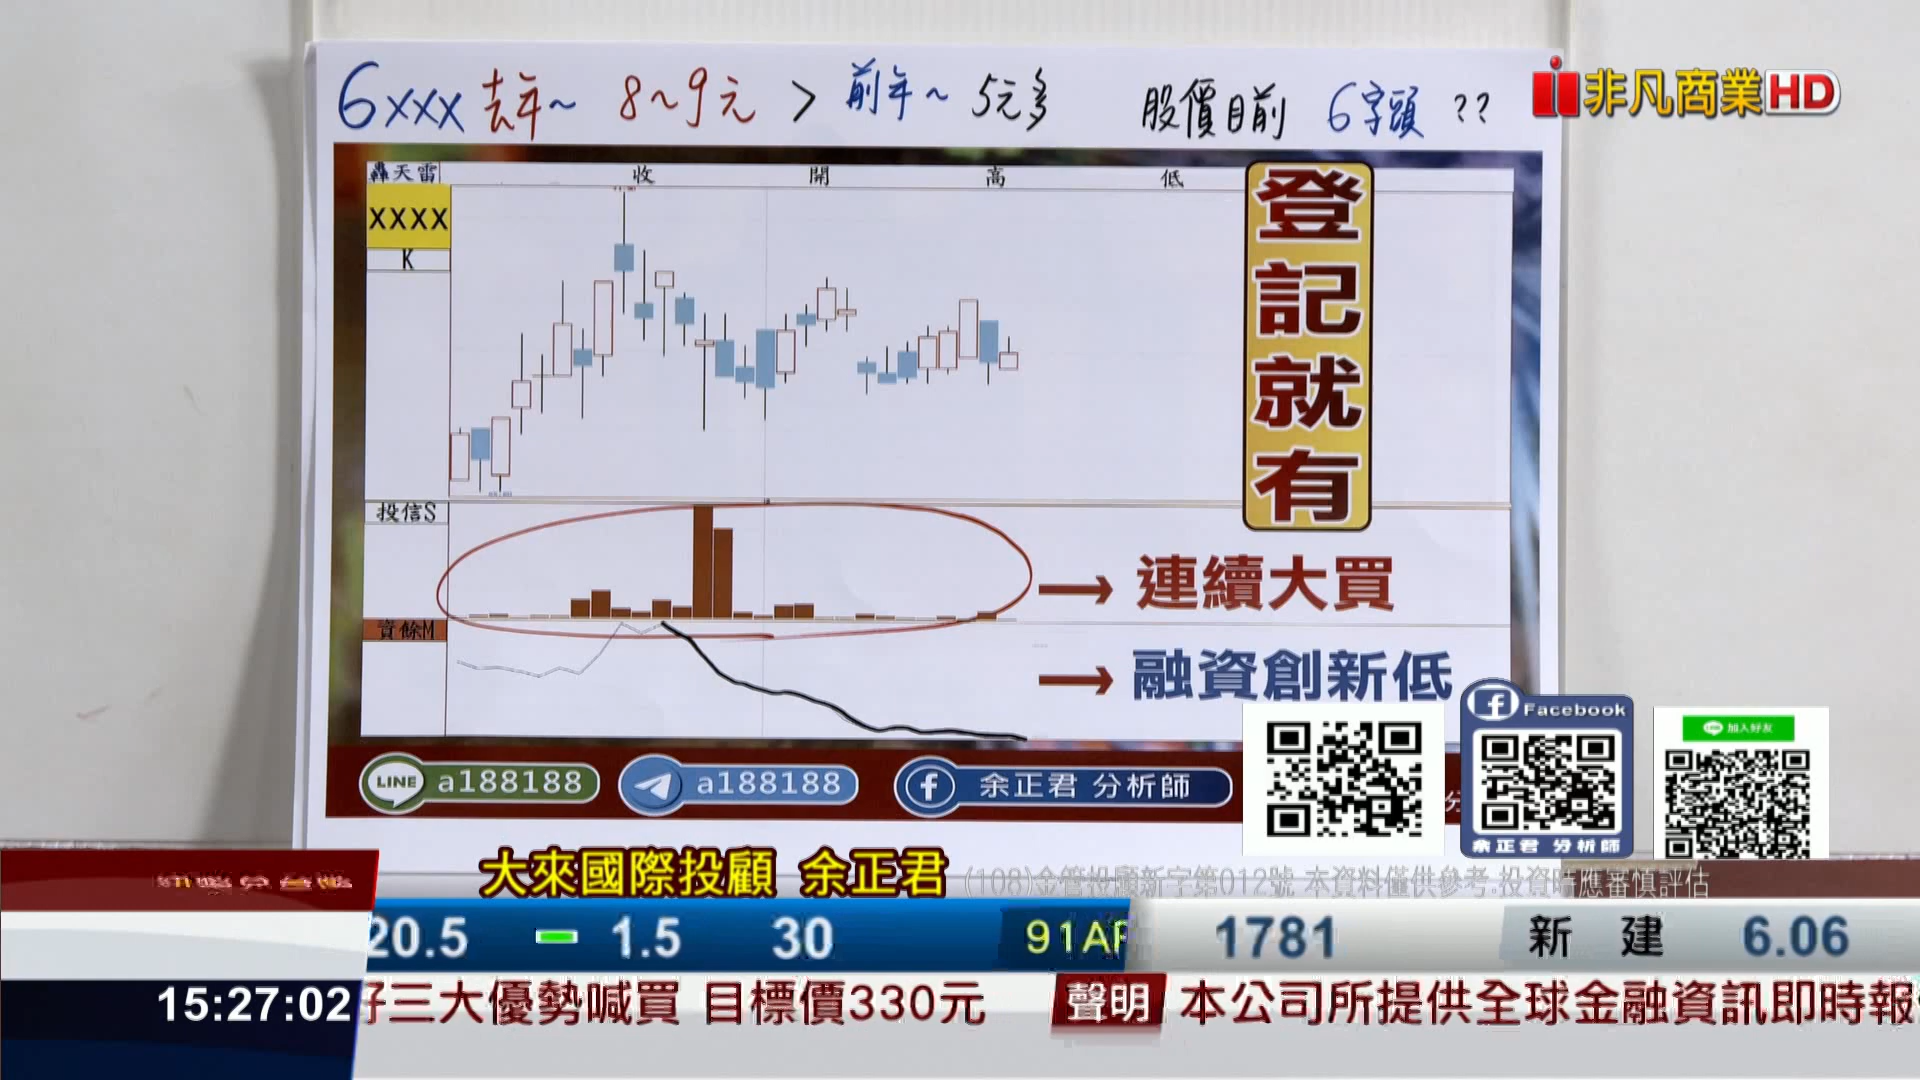 6xxx 去年~ 8~9元 > 前年~ 5元多 股價目前 6字頭 ??
非凡商業HD
轟天雷 收 開 高 低
XXXX
K
登記就有
投信S
連續大買
資餘M
融資創新低
Facebook
加入好友
LINE a188188 a188188 余正君 分析師
余正君 分析師
大來國際投顧 余正君 (108)金管投顧新字第012號 本資料僅供參考.投資時應審慎評估
20.5 1.5 30 91AP 1781 新建 6.06
15:27:02 好三大優勢喊買 目標價330元 聲明 本公司所提供全球金融資訊即時報